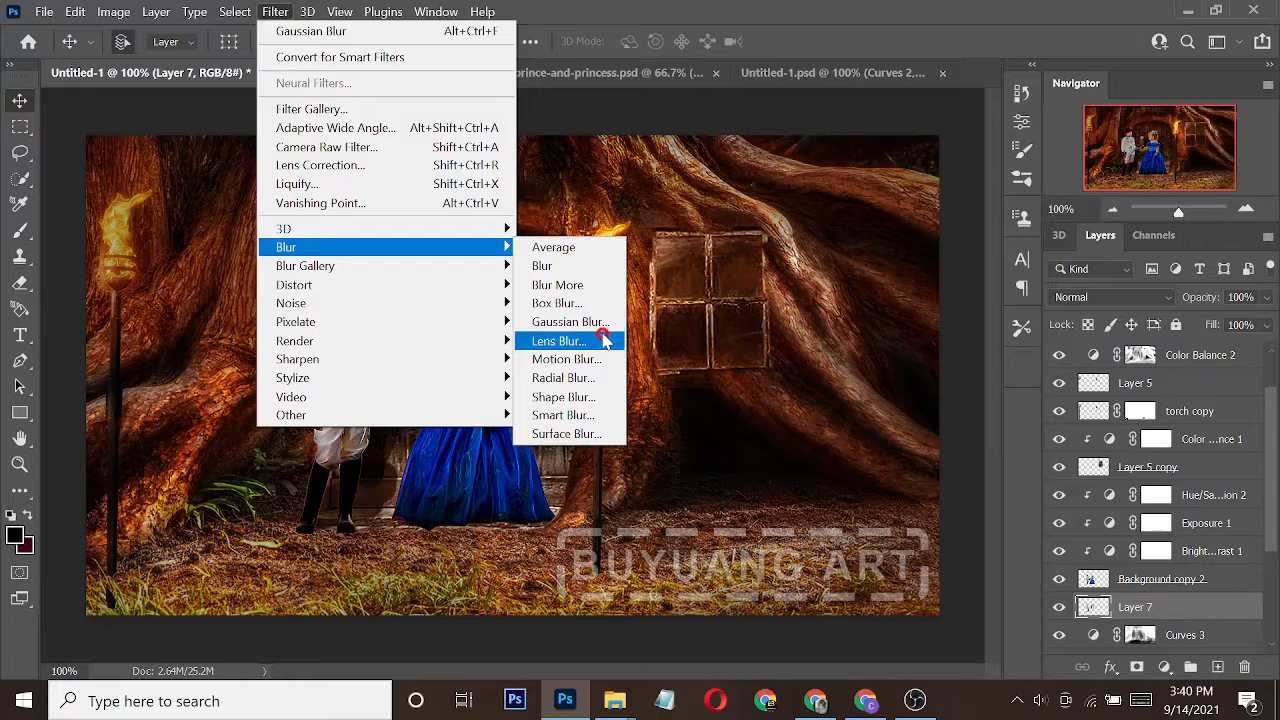 Ps File Edit Image Layer Type Select Filter 3D View Plugins Window Help
Layer 3D Mode:
Untitled-1 @ 100% (Layer 7, RGB/8#) * prince-and-princess.psd @ 66.7% (... × Untitled-1.psd @ 100% (Curves 2,... ×
Gaussian Blur Alt+Ctrl+F
Convert for Smart Filters
Neural Filters...
Filter Gallery...
Adaptive Wide Angle... Alt+Shift+Ctrl+A
Camera Raw Filter... Shift+Ctrl+A
Lens Correction... Shift+Ctrl+R
Liquify... Shift+Ctrl+X
Vanishing Point... Alt+Ctrl+V
3D
Blur
Blur Gallery
Distort
Noise
Pixelate
Render
Sharpen
Stylize
Video
Other
Average
Blur
Blur More
Box Blur...
Gaussian Blur...
Lens Blur...
Motion Blur...
Radial Blur...
Shape Blur...
Smart Blur...
Surface Blur...
BUYUANG ART
Navigator
100%
3D Layers Channels
Kind
Normal Opacity: 100%
Lock: Fill: 100%
Layer 5
torch copy
Color ...nce 1
Layer 5 copy
Hue/Sa...ion 2
Exposure 1
Bright...rast 1
Background copy 2
Layer 7
Curves 3
100% Doc: 2.64M/25.2M
Type here to search
3:40 PM
9/14/2021
2